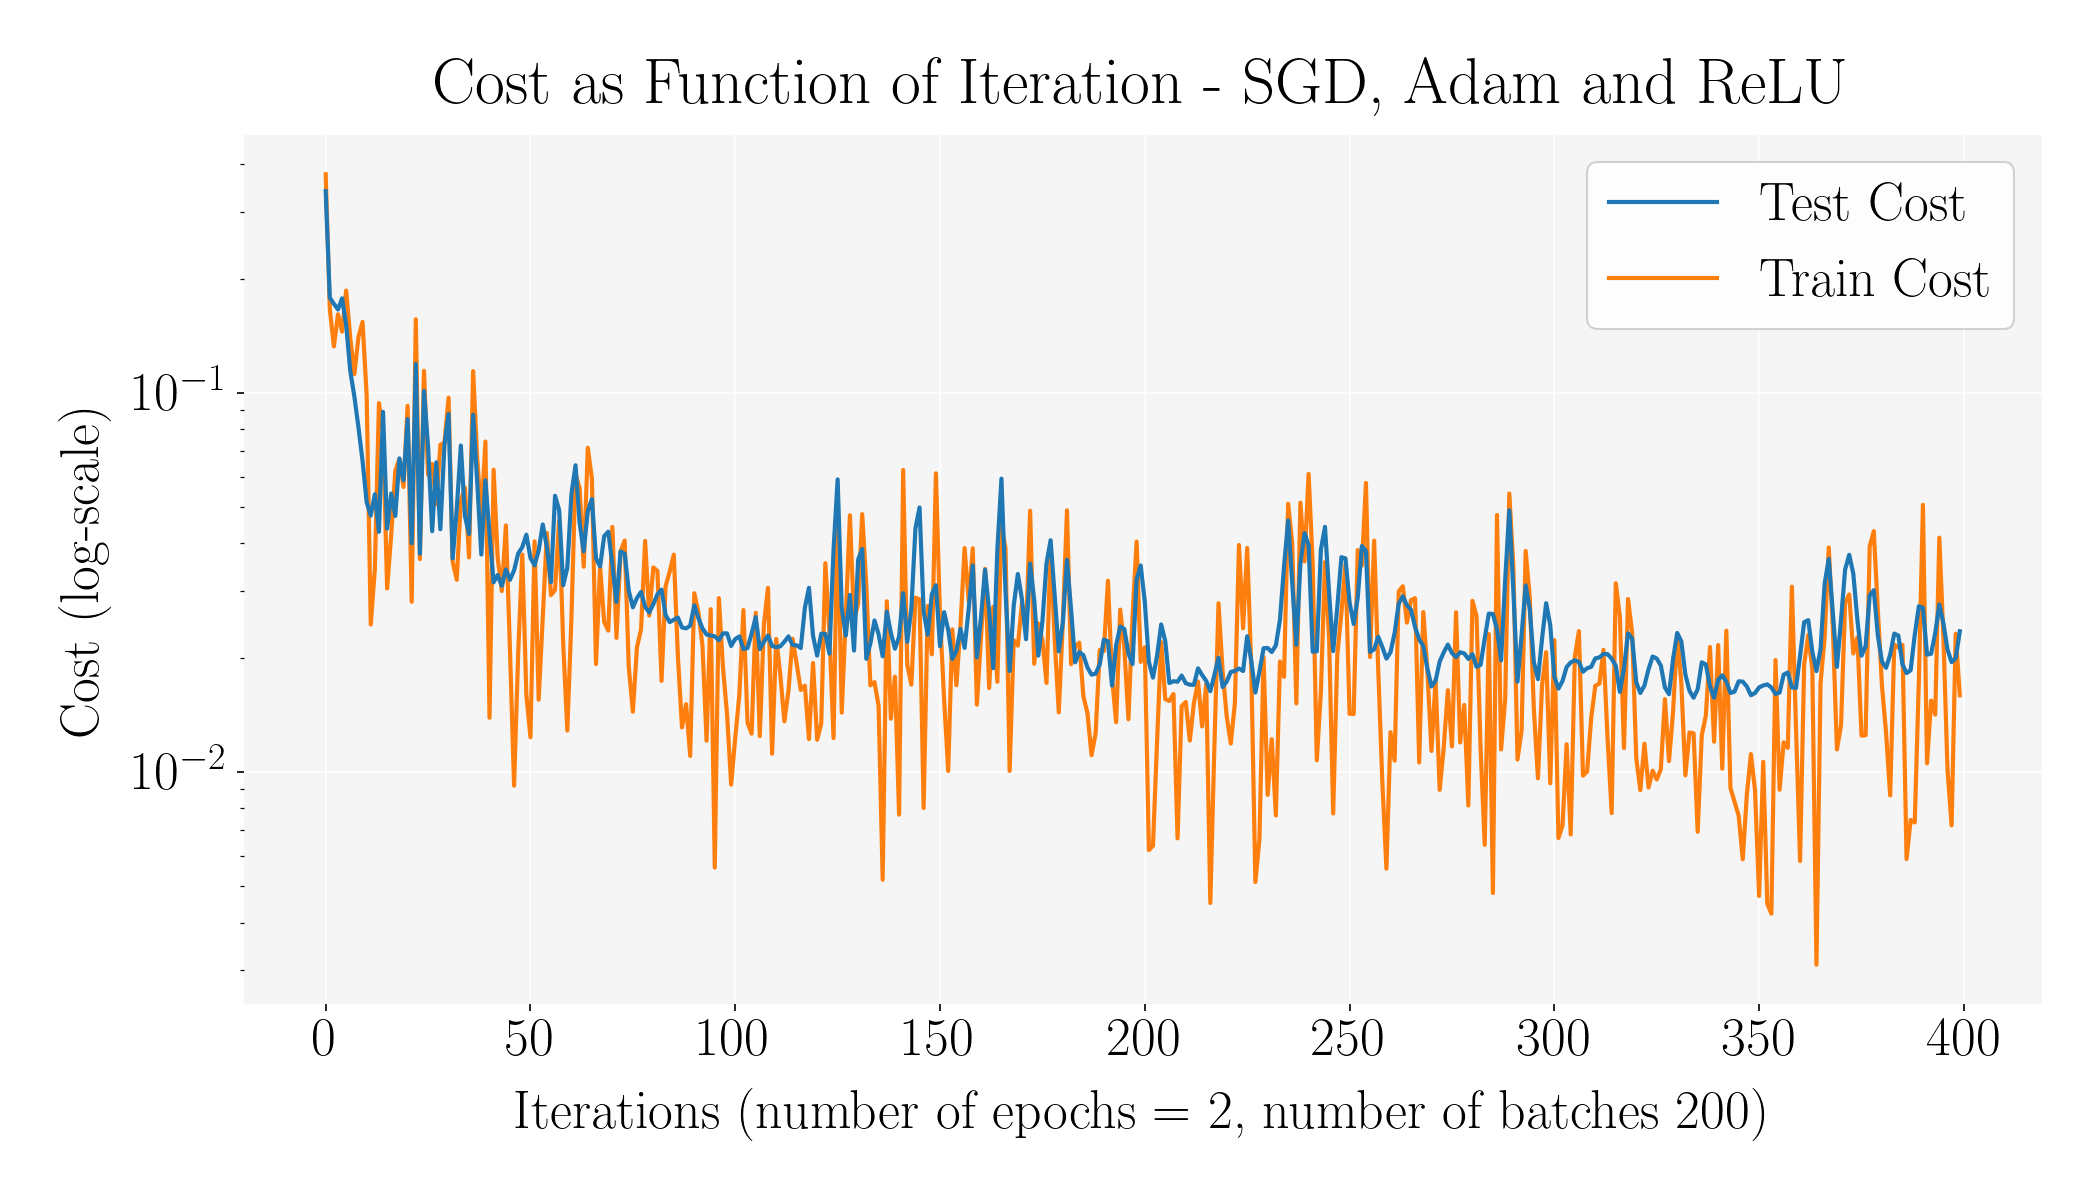 Cost as Function of Iteration - SGD, Adam and ReLU
Test Cost
Train Cost
Cost (log-scale)
10⁻¹
10⁻²
0 50 100 150 200 250 300 350 400
Iterations (number of epochs = 2, number of batches 200)